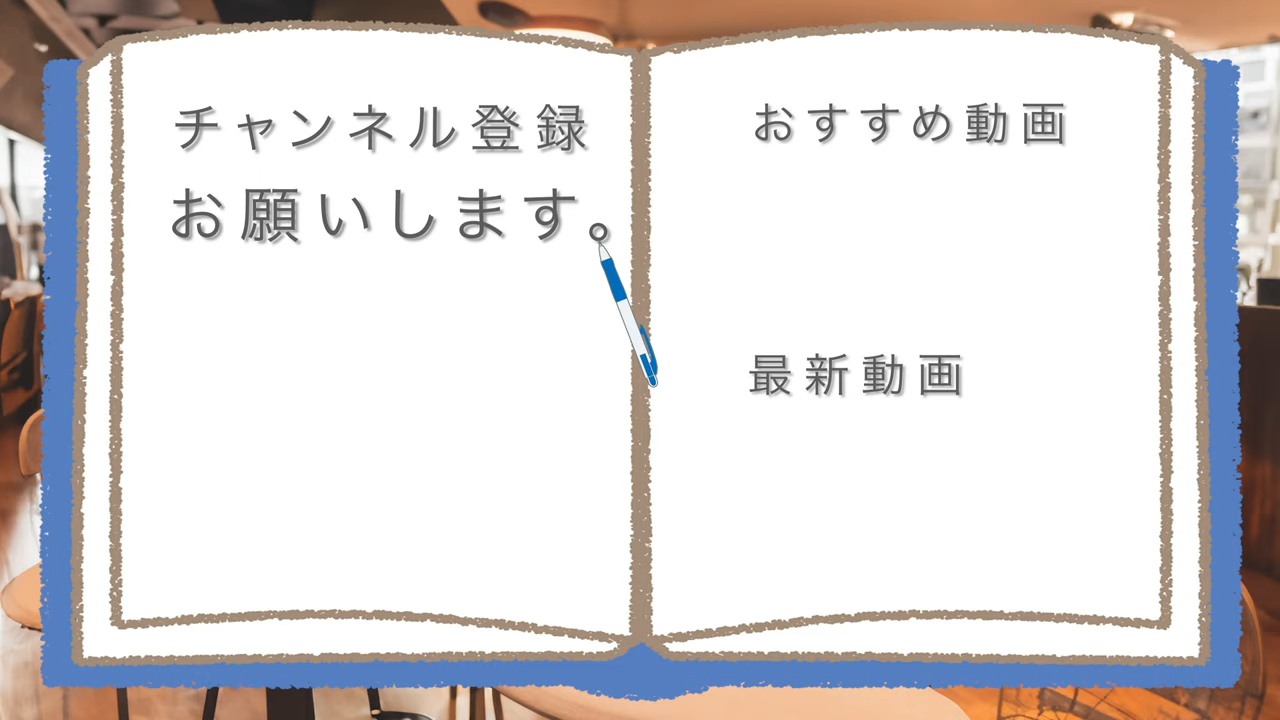 チャンネル登録
お願いします。
おすすめ動画
最新動画